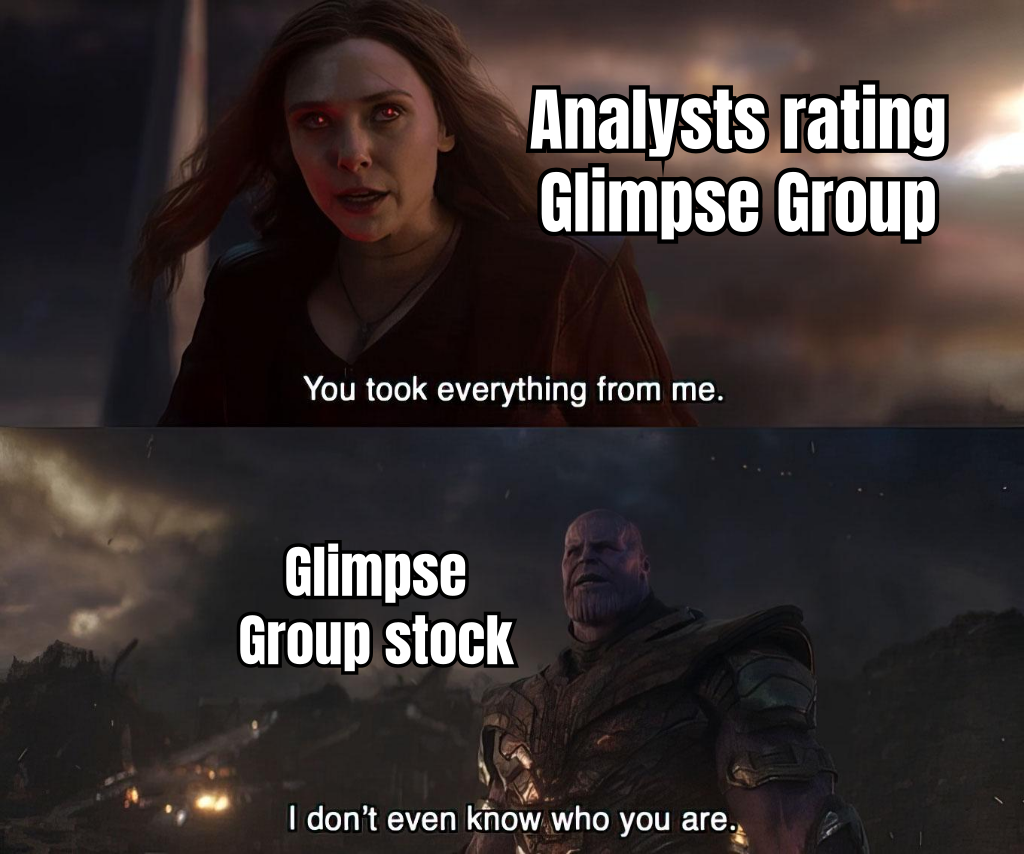 Analysts rating
Glimpse Group
You took everything from me.
Glimpse
Group stock
I don't even know who you are.